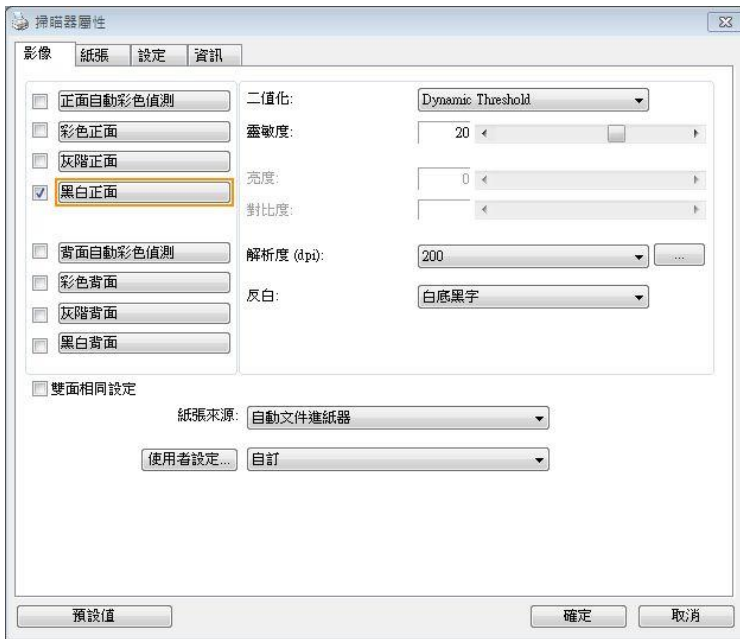 掃瞄器屬性
影像 紙張 設定 資訊
正面自動彩色偵測
彩色正面
灰階正面
黑白正面
背面自動彩色偵測
彩色背面
灰階背面
黑白背面
二值化: Dynamic Threshold
靈敏度: 20
亮度: 0
對比度:
解析度 (dpi): 200 ...
反白: 白底黑字
雙面相同設定
紙張來源: 自動文件進紙器
使用者設定... 自訂
預設值 確定 取消